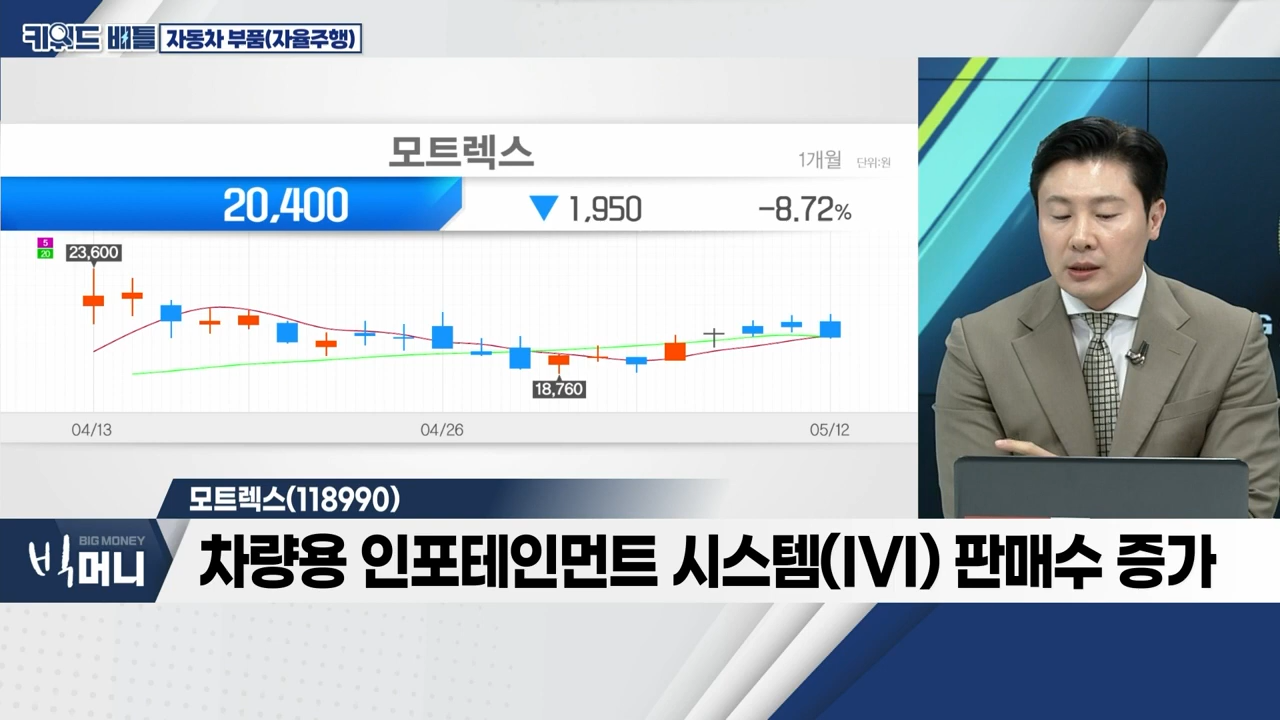 키워드 배틀 자동차 부품(자율주행)
모트렉스
1개월 단위:원
20,400 ▼ 1,950 -8.72%
5
20
23,600
18,760
04/13 04/26 05/12
모트렉스(118990)
BIG MONEY
빅머니
차량용 인포테인먼트 시스템(IVI) 판매수 증가